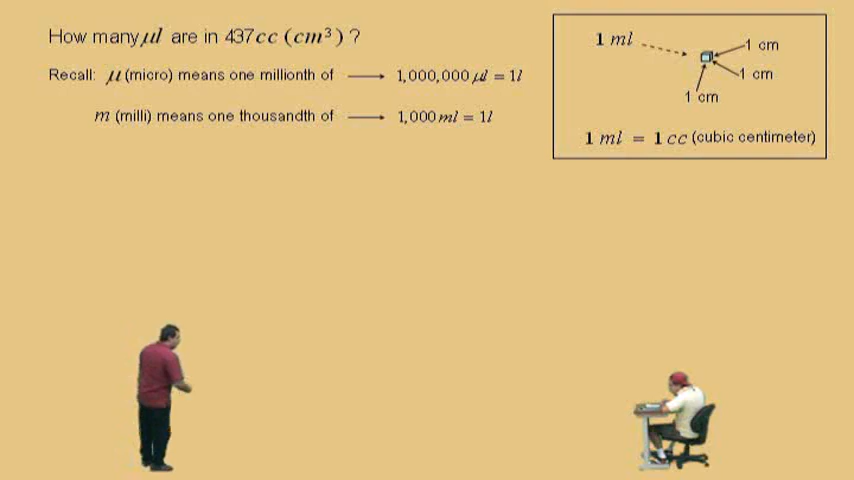 How many μl are in 437cc (cm³) ?
Recall: μ (micro) means one millionth of → 1,000,000 μl = 1l
m (milli) means one thousandth of → 1,000 ml = 1l
1 ml
1 cm
1 cm
1 cm
1 ml = 1 cc (cubic centimeter)